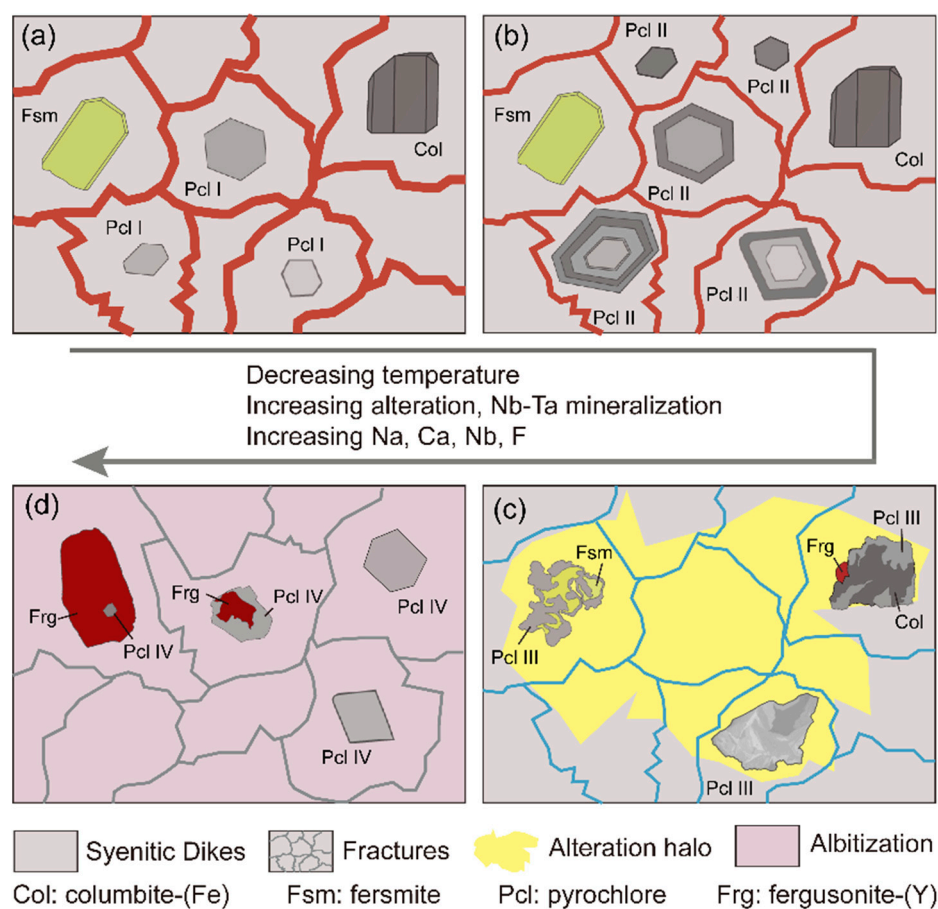 (a)
Fsm
Pcl I
Col
Pcl I
Pcl I
(b)
Pcl II
Pcl II
Fsm
Col
Pcl II
Pcl II
Pcl II
Decreasing temperature
Increasing alteration, Nb-Ta mineralization
Increasing Na, Ca, Nb, F
(d)
Frg
Pcl IV
Frg
Pcl IV
Pcl IV
Pcl IV
(c)
Fsm
Pcl III
Frg
Pcl III
Col
Pcl III
Syenitic Dikes
Fractures
Alteration halo
Albitization
Col: columbite-(Fe)
Fsm: fersmite
Pcl: pyrochlore
Frg: fergusonite-(Y)